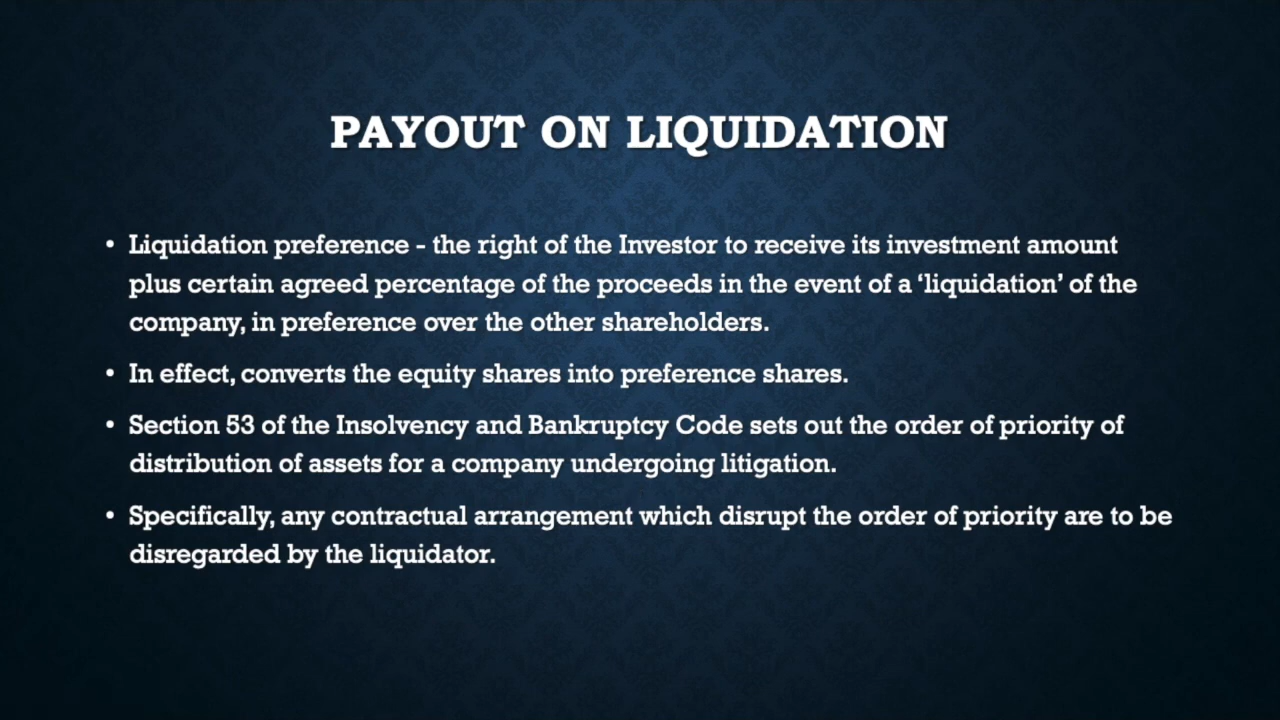 PAYOUT ON LIQUIDATION
• Liquidation preference - the right of the Investor to receive its investment amount
plus certain agreed percentage of the proceeds in the event of a ‘liquidation’ of the
company, in preference over the other shareholders.
• In effect, converts the equity shares into preference shares.
• Section 53 of the Insolvency and Bankruptcy Code sets out the order of priority of
distribution of assets for a company undergoing litigation.
• Specifically, any contractual arrangement which disrupt the order of priority are to be
disregarded by the liquidator.